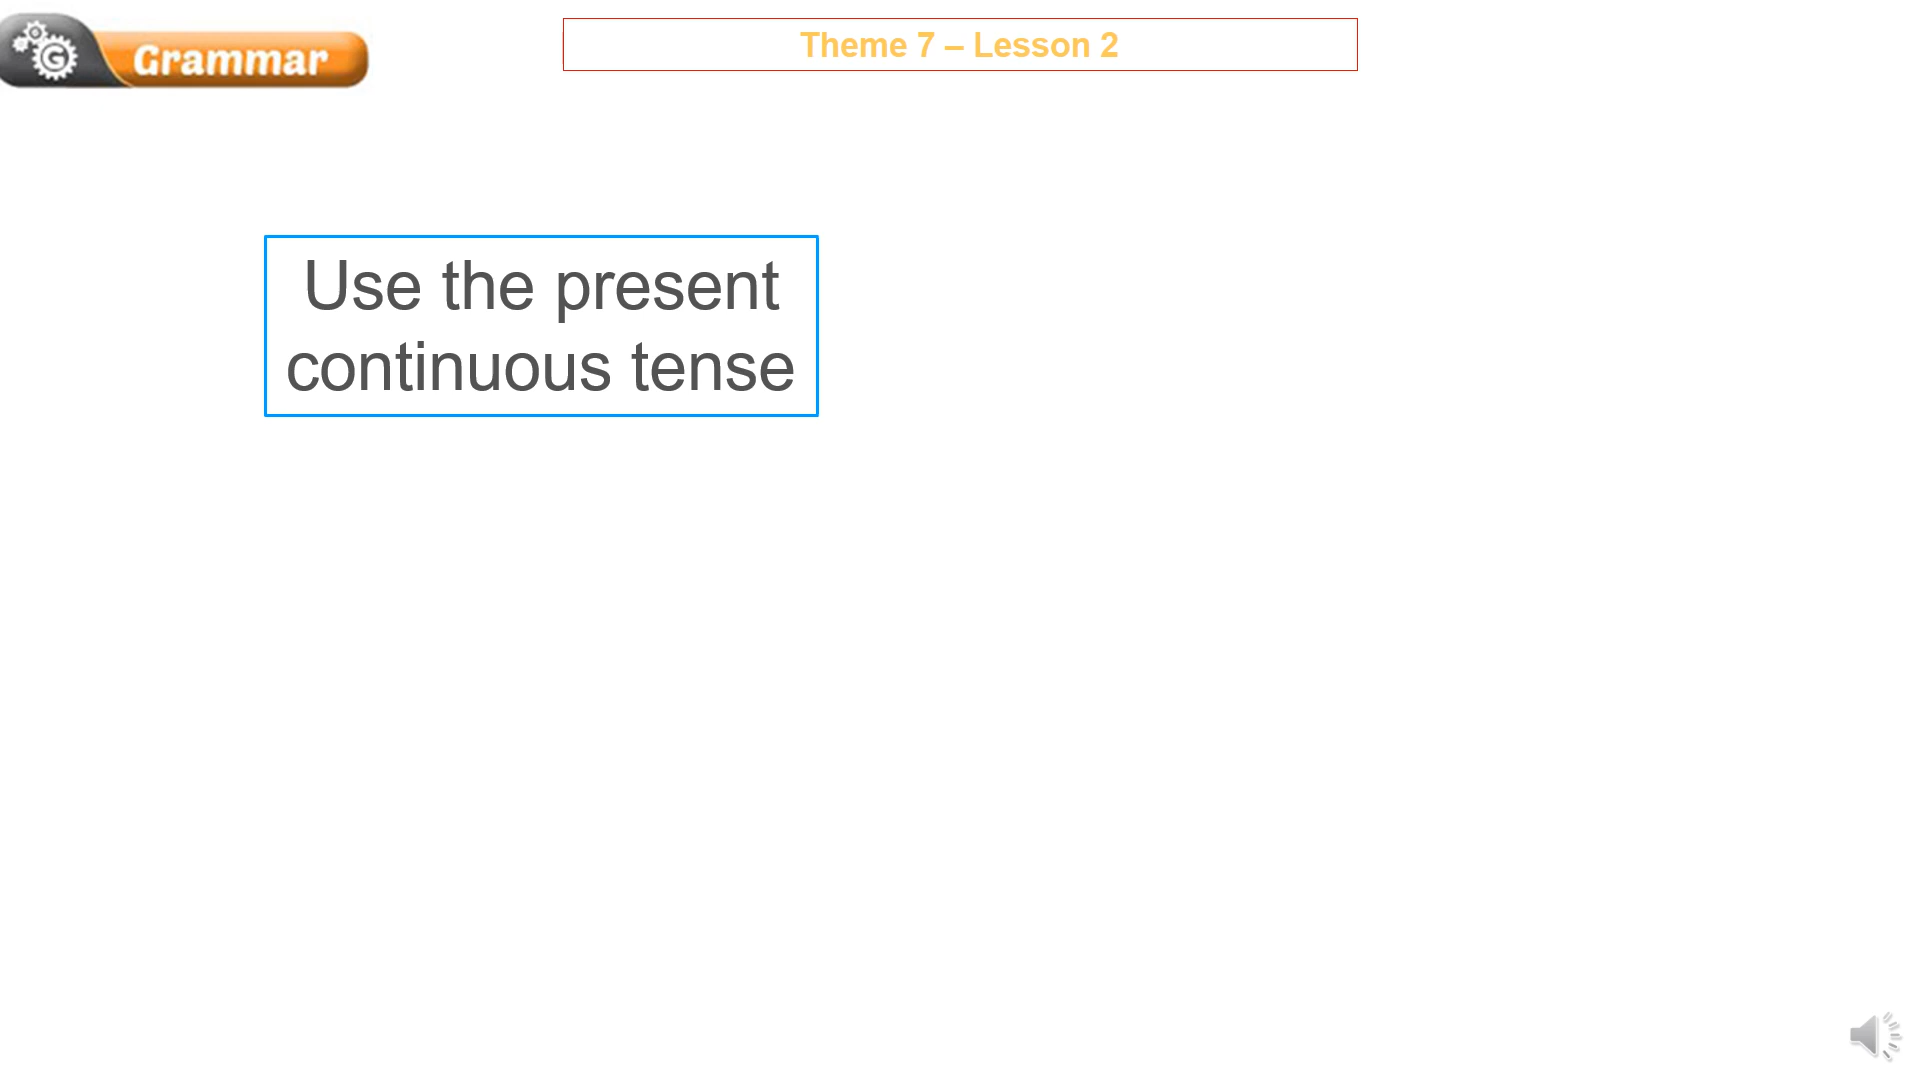 Grammar
Theme 7 – Lesson 2
Use the present
continuous tense